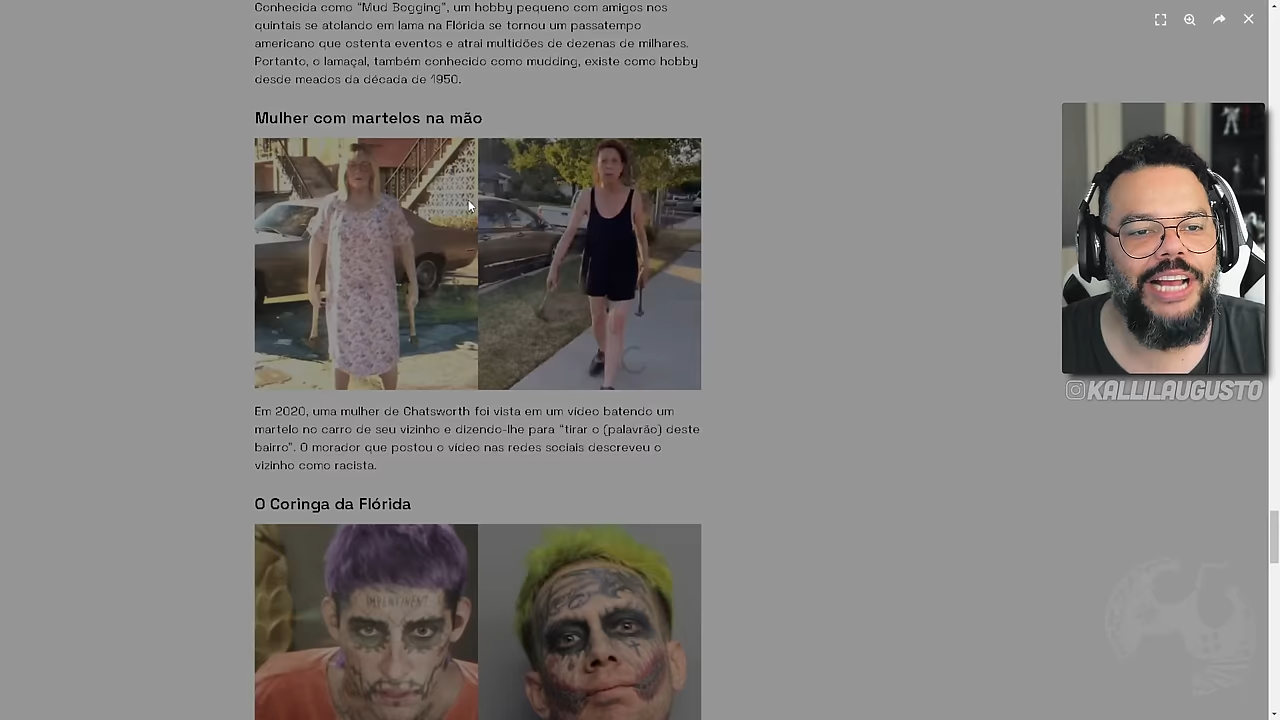 Conhecida como “Mud Bogging”, um hobby pequeno com amigos nos
quintais se atolando em lama na Flórida se tornou um passatempo
americano que ostenta eventos e atrai multidões de dezenas de milhares.
Portanto, o lamaçal, também conhecido como mudding, existe como hobby
desde meados da década de 1950.
Mulher com martelos na mão
Em 2020, uma mulher de Chatsworth foi vista em um vídeo batendo um
martelo no carro de seu vizinho e dizendo-lhe para “tirar o (palavrão) deste
bairro”. O morador que postou o vídeo nas redes sociais descreveu o
vizinho como racista.
O Coringa da Flórida
KALLILAUGUSTO